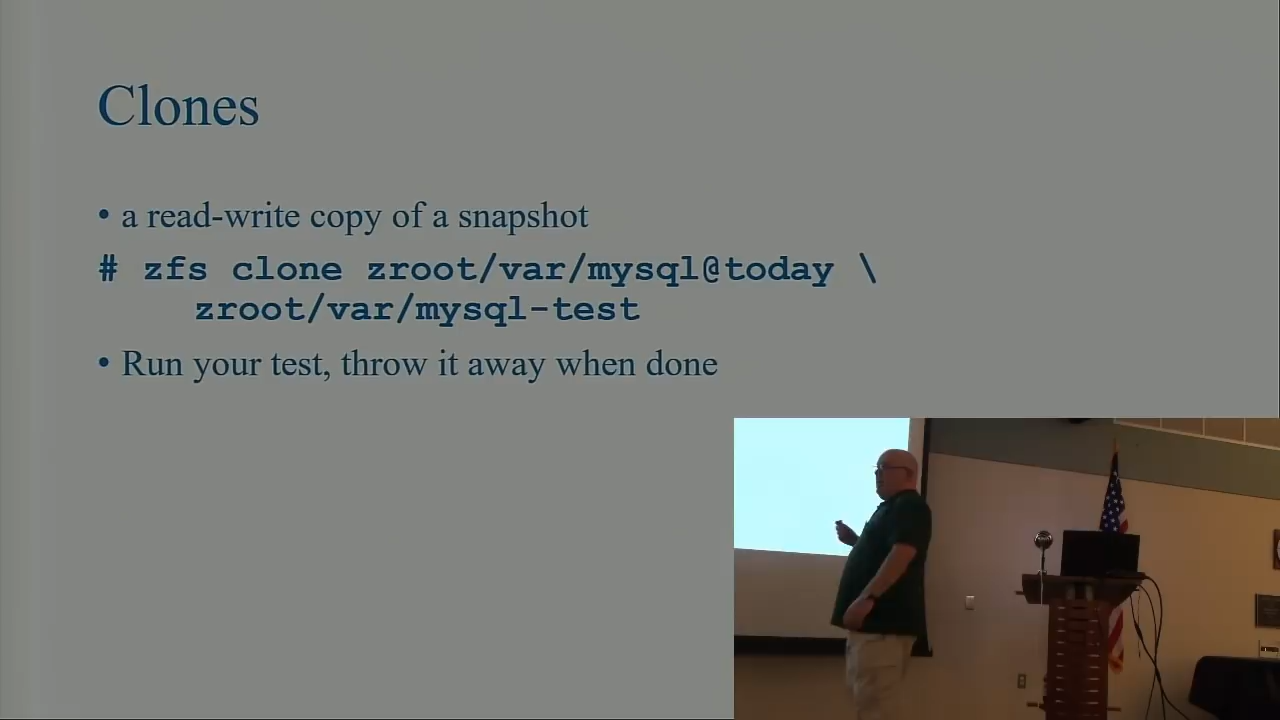 Clones
• a read-write copy of a snapshot
# zfs clone zroot/var/mysql@today \
zroot/var/mysql-test
• Run your test, throw it away when done